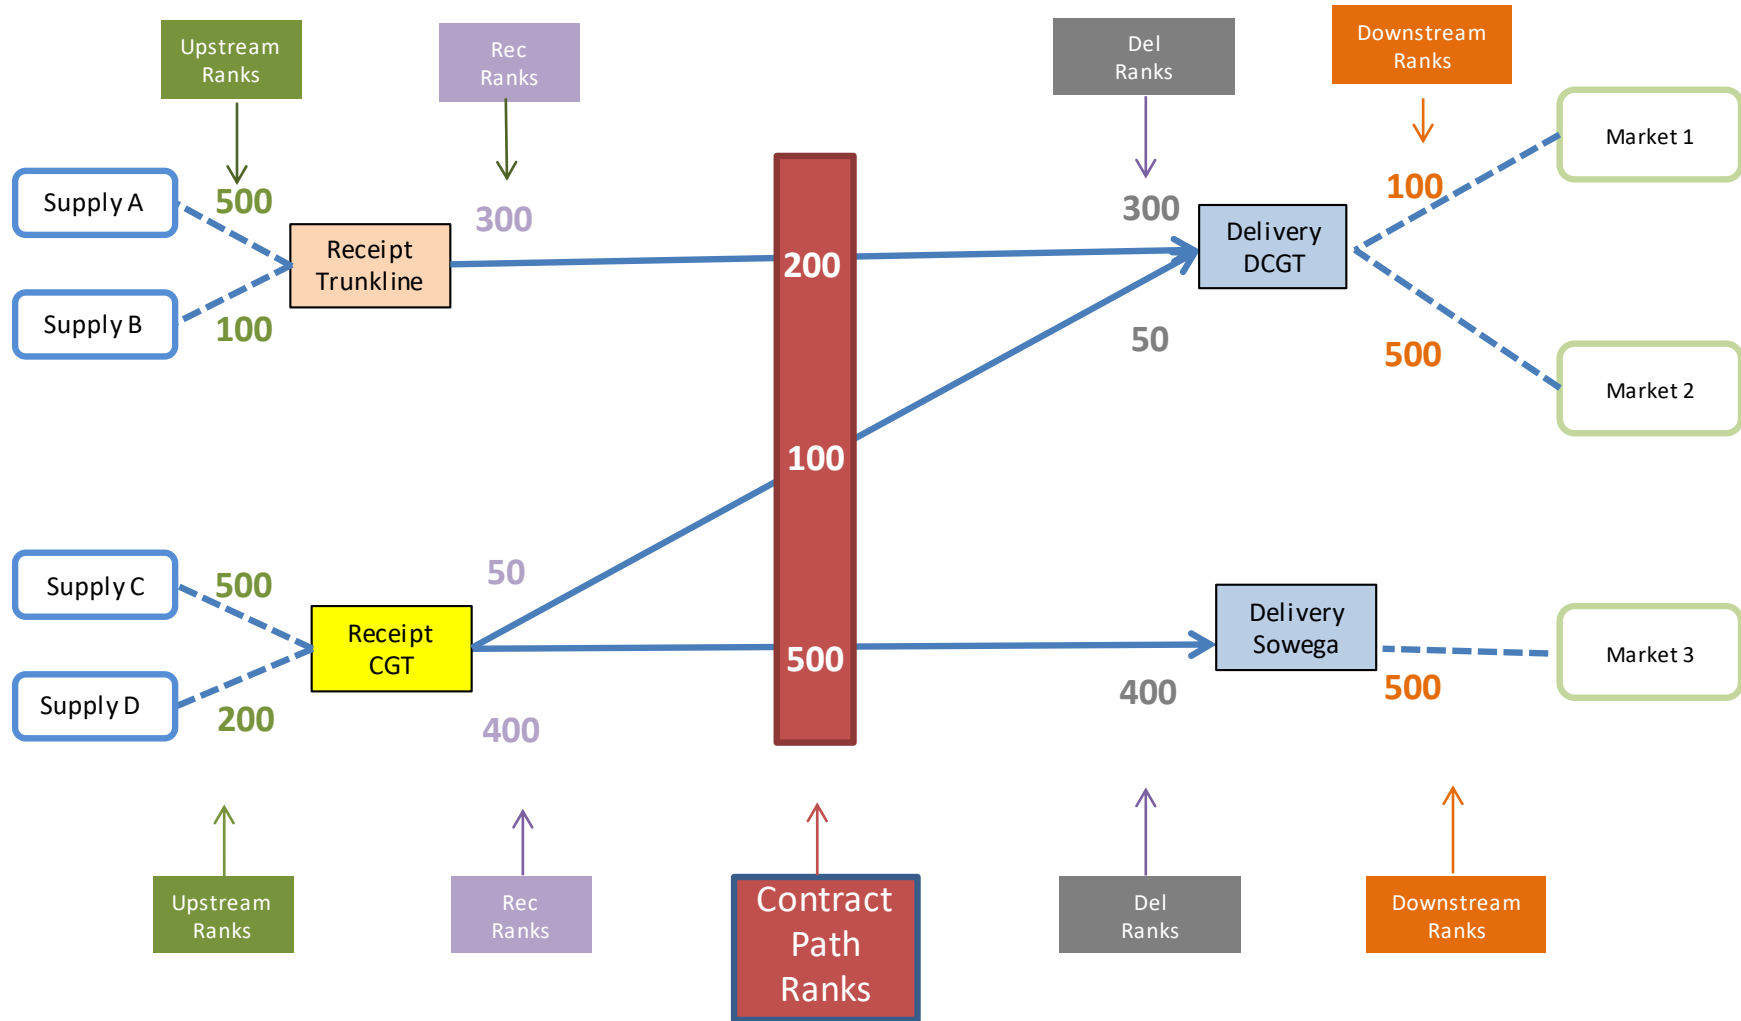 Upstream
Ranks
Rec
Ranks
Del
Ranks
Downstream
Ranks
Supply A
500
300
Receipt
Trunkline
Supply B
100
200
300
Delivery
DCGT
100
Market 1
100
50
500
Market 2
Supply C
500
50
Receipt
CGT
Supply D
200
400
500
Delivery
Sowega
400
500
Market 3
Upstream
Ranks
Rec
Ranks
Contract
Path
Ranks
Del
Ranks
Downstream
Ranks